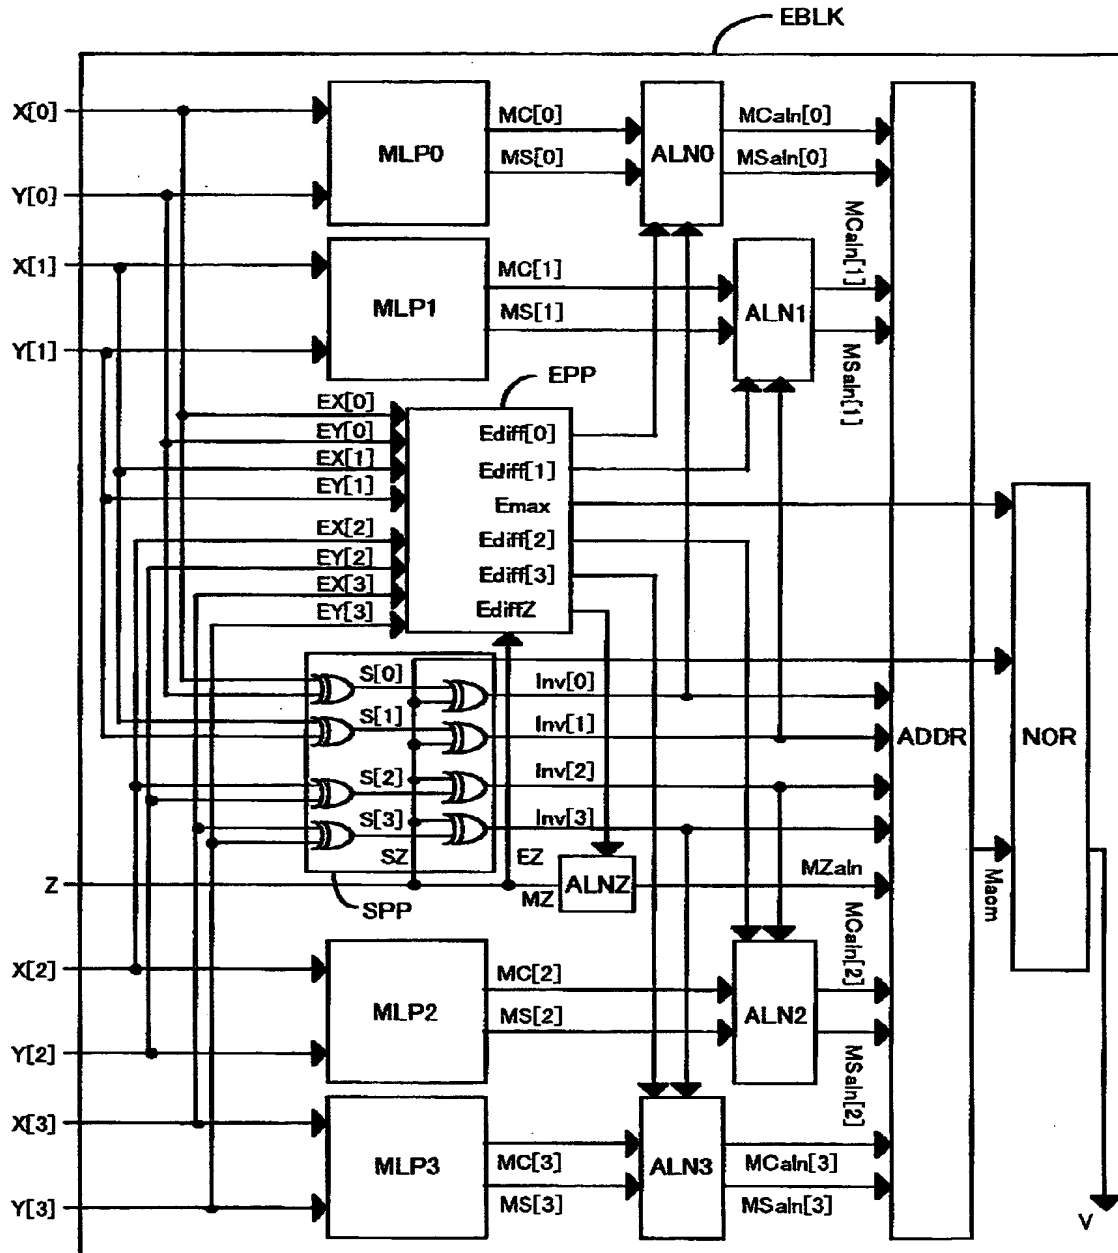 EBLK
X[0]
MLP0
MC[0]
MS[0]
ALN0
MCaln[0]
MSaln[0]
Y[0]
X[1]
MLP1
MC[1]
MS[1]
ALN1
MCaln[1]
MSaln[1]
Y[1]
EPP
EX[0]
EY[0]
EX[1]
EY[1]
EX[2]
EY[2]
EX[3]
EY[3]
Ediff[0]
Ediff[1]
Emax
Ediff[2]
Ediff[3]
EdiffZ
S[0]
S[1]
S[2]
S[3]
SZ
Inv[0]
Inv[1]
Inv[2]
Inv[3]
ADDR
NOR
EZ
Z
SPP
MZ
ALNZ
MZaln
Maom
X[2]
MLP2
MC[2]
MS[2]
ALN2
MCaln[2]
MSaln[2]
Y[2]
X[3]
MLP3
MC[3]
MS[3]
ALN3
MCaln[3]
MSaln[3]
Y[3]
V